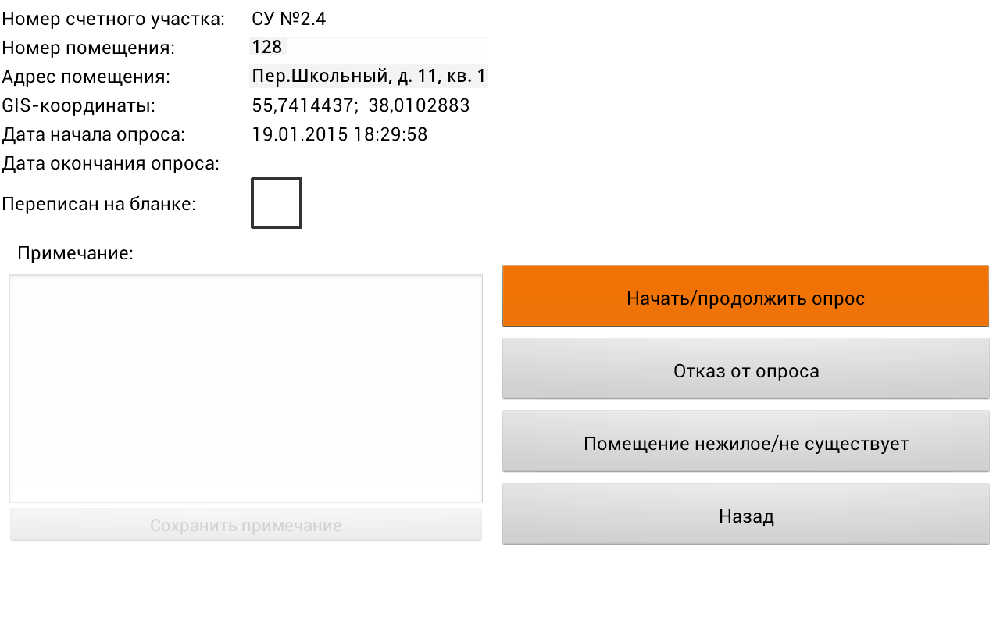 Номер счетного участка: СУ №2.4
Номер помещения: 128
Адрес помещения: Пер.Школьный, д. 11, кв. 1
GIS-координаты: 55,7414437; 38,0102883
Дата начала опроса: 19.01.2015 18:29:58
Дата окончания опроса:
Переписан на бланке:
Примечание:
Начать/продолжить опрос
Отказ от опроса
Помещение нежилое/не существует
Назад
Сохранить примечание